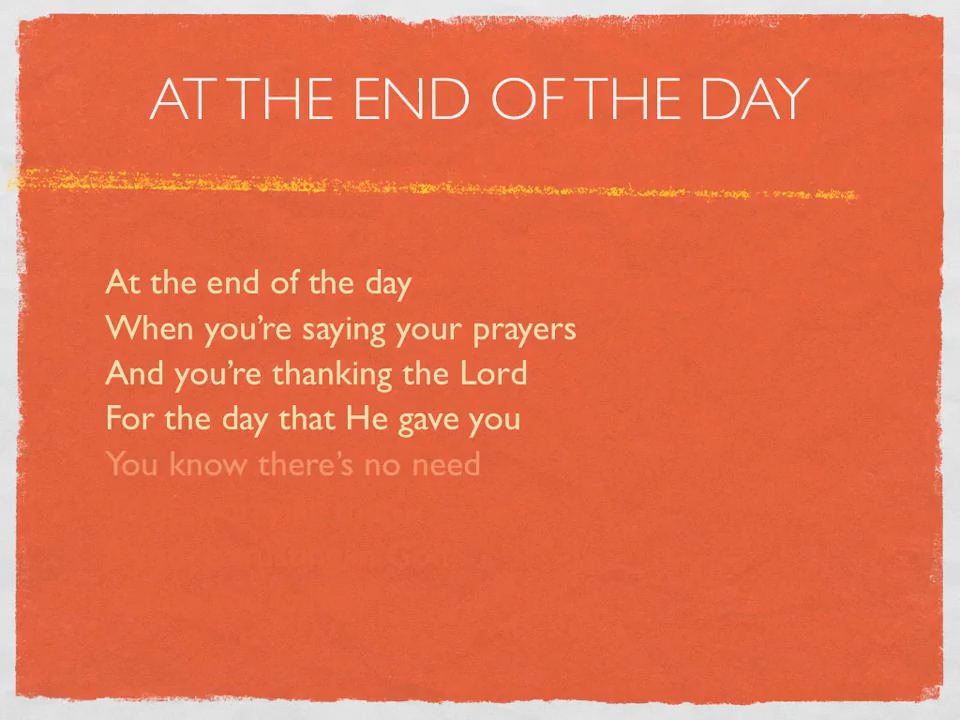 AT THE END OF THE DAY
At the end of the day
When you’re saying your prayers
And you’re thanking the Lord
For the day that He gave you
You know there’s no need